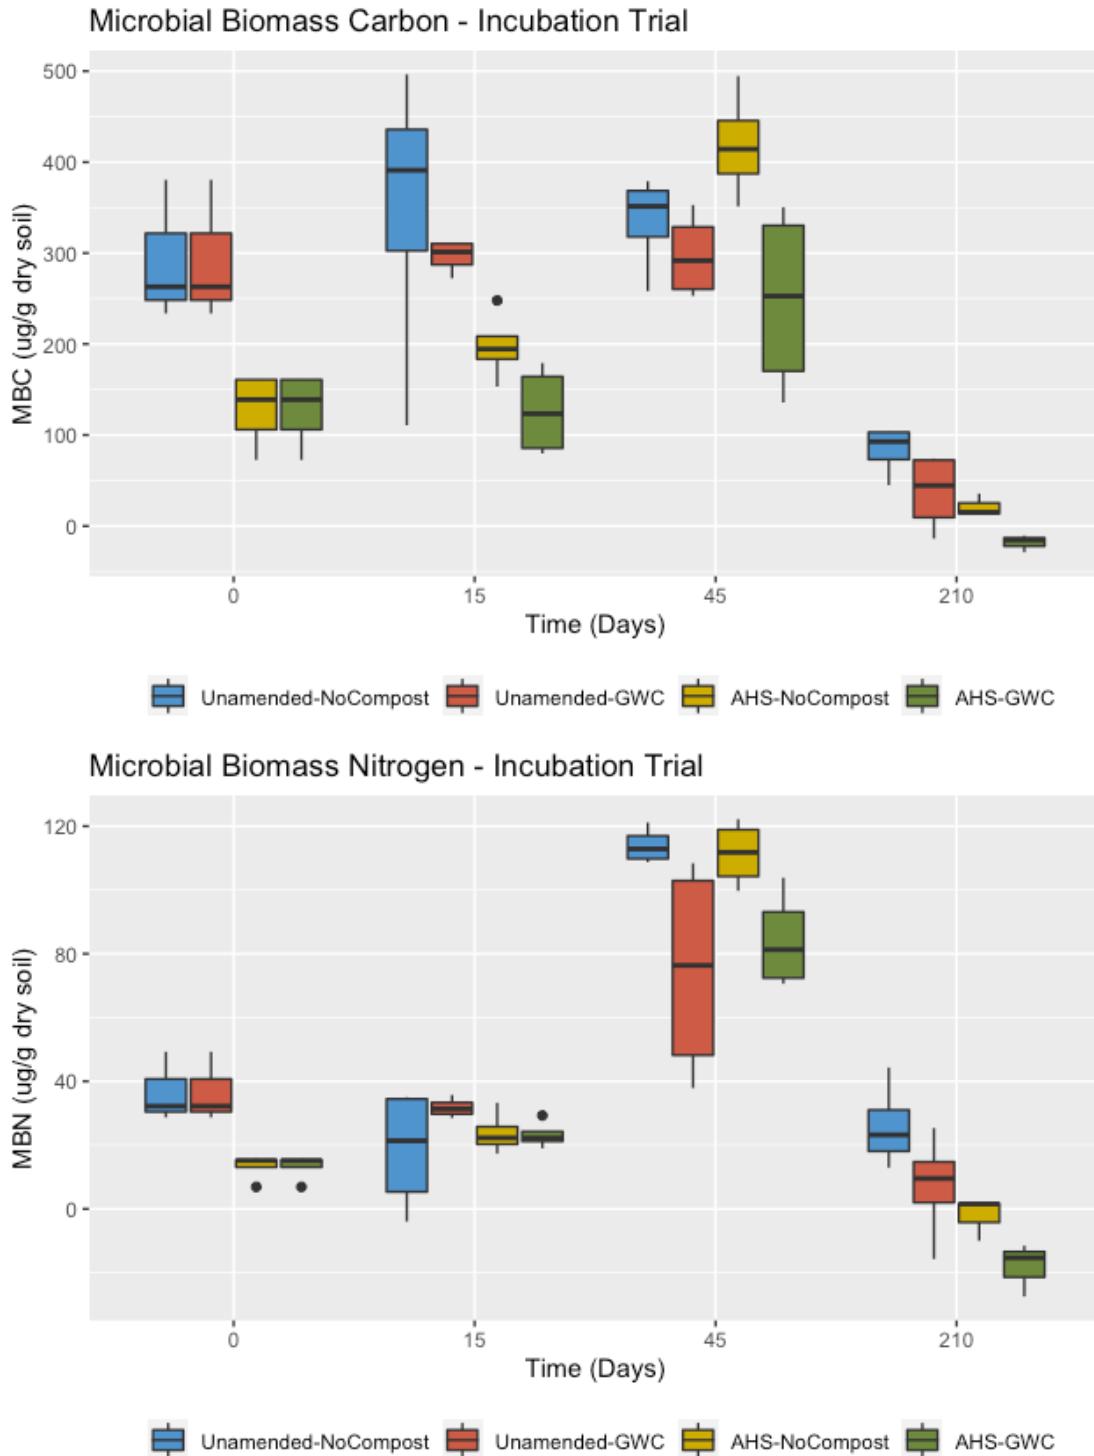 Microbial Biomass Carbon - Incubation Trial
MBC (ug/g dry soil)
500
400
300
200
100
0
0 15 45 210
Time (Days)
Unamended-NoCompost Unamended-GWC AHS-NoCompost AHS-GWC
Microbial Biomass Nitrogen - Incubation Trial
MBN (ug/g dry soil)
120
80
40
0
0 15 45 210
Time (Days)
Unamended-NoCompost Unamended-GWC AHS-NoCompost AHS-GWC